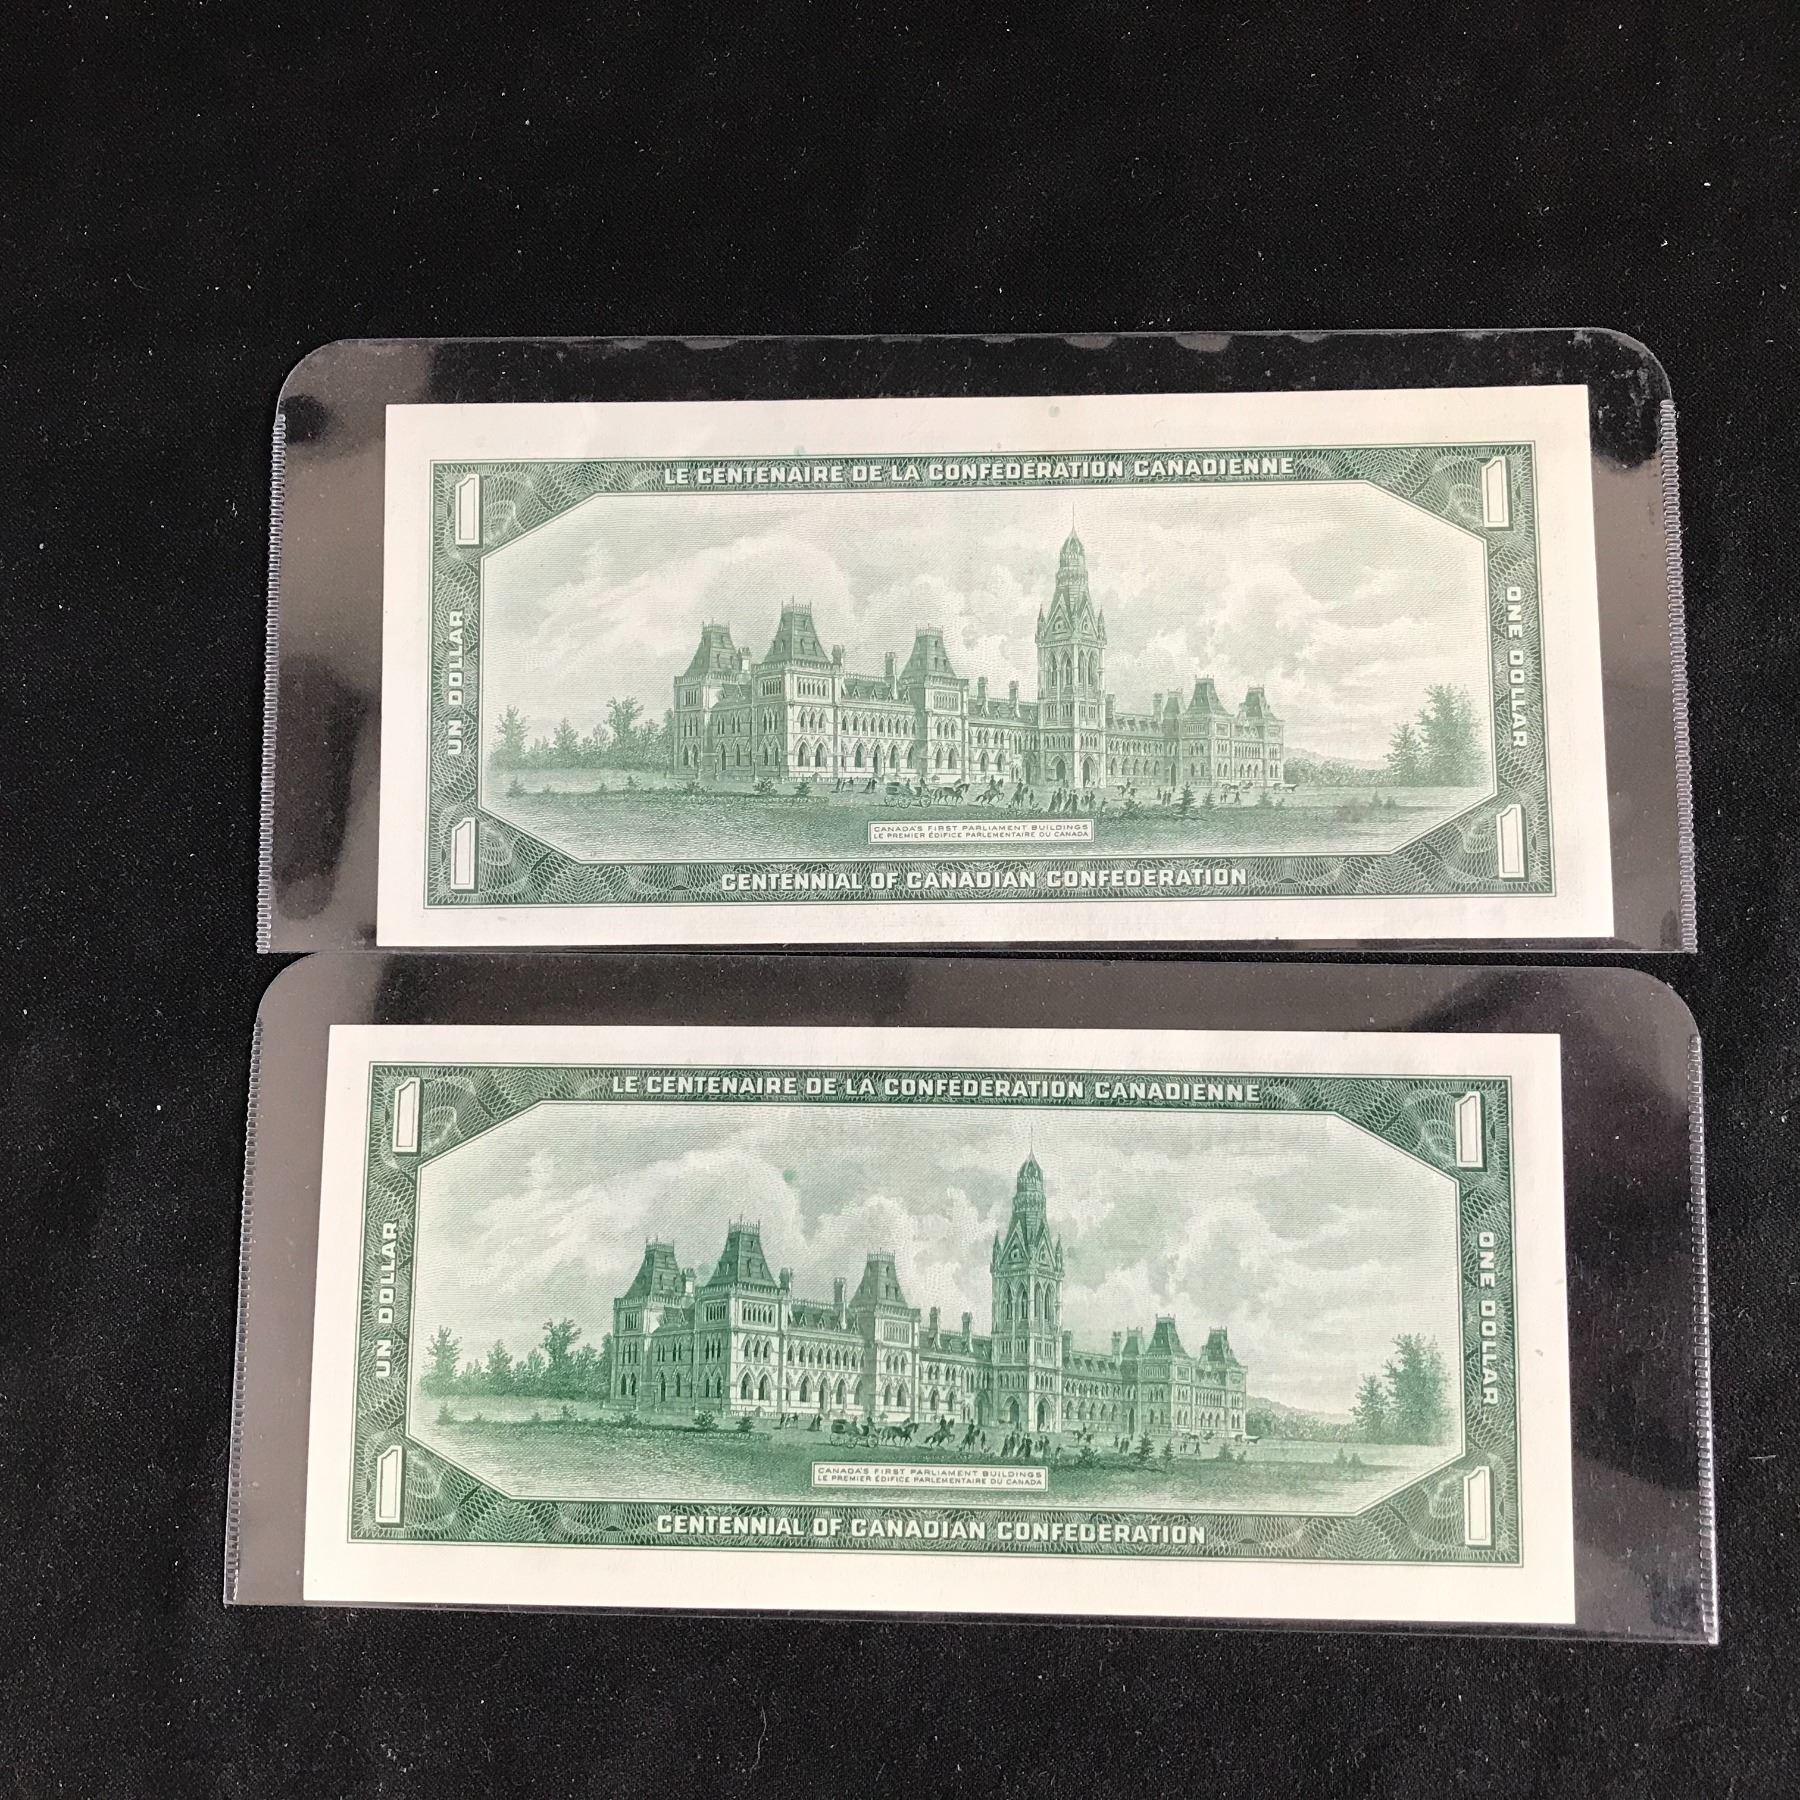 LE CENTENAIRE DE LA CONFEDERATION CANADIENNE
1
1
UN DOLLAR
ONE DOLLAR
CANADA'S FIRST PARLIAMENT BUILDINGS
LE PREMIER ÉDIFICE PARLEMENTAIRE DU CANADA
1
1
CENTENNIAL OF CANADIAN CONFEDERATION
LE CENTENAIRE DE LA CONFEDERATION CANADIENNE
1
1
UN DOLLAR
ONE DOLLAR
CANADA'S FIRST PARLIAMENT BUILDINGS
LE PREMIER ÉDIFICE PARLEMENTAIRE DU CANADA
1
1
CENTENNIAL OF CANADIAN CONFEDERATION